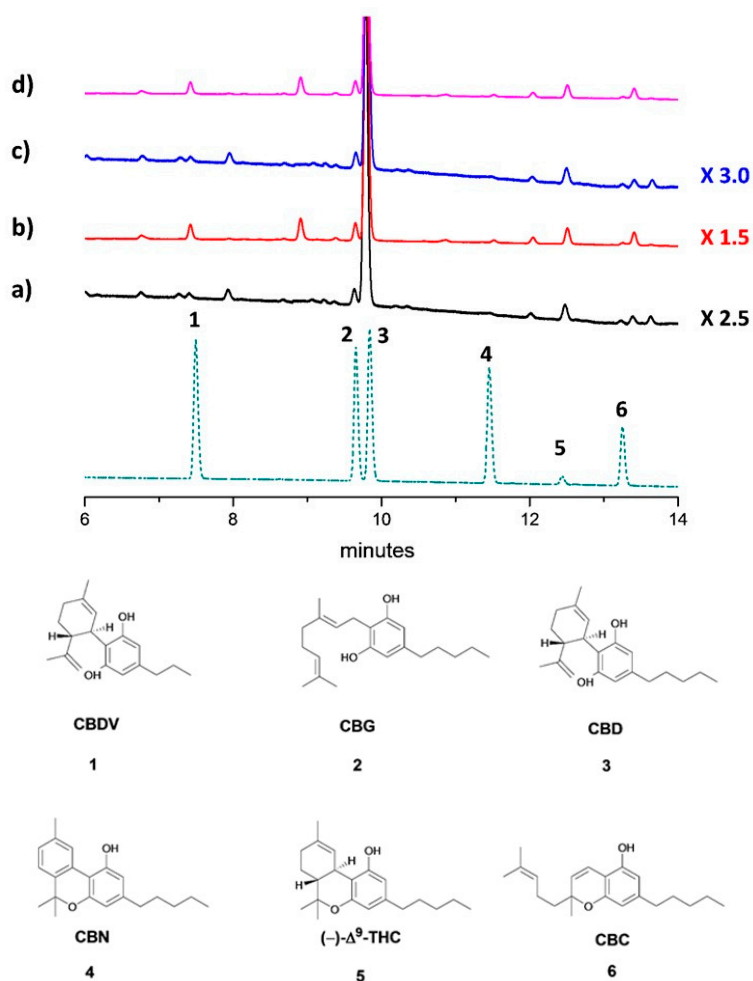 d)
c)
X 3.0
b)
X 1.5
a)
X 2.5
1
2
3
4
5
6
6
8
10
12
14
minutes
OH
H
OH
CBDV
1
OH
HO
CBG
2
OH
H
H
OH
CBD
3
OH
O
CBN
4
OH
H
H
O
(−)-Δ⁹-THC
5
OH
O
CBC
6